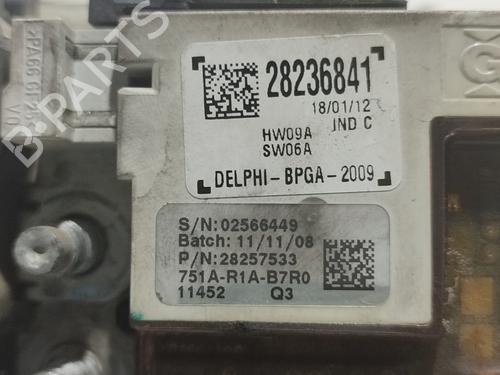 28236841
18/01/12
IND C
HW09A
SW06A
DELPHI-BPGA-2009
S/N:02566449
Batch: 11/11/08
P/N:28257533
751A-R1A-B7R0
11452 Q3